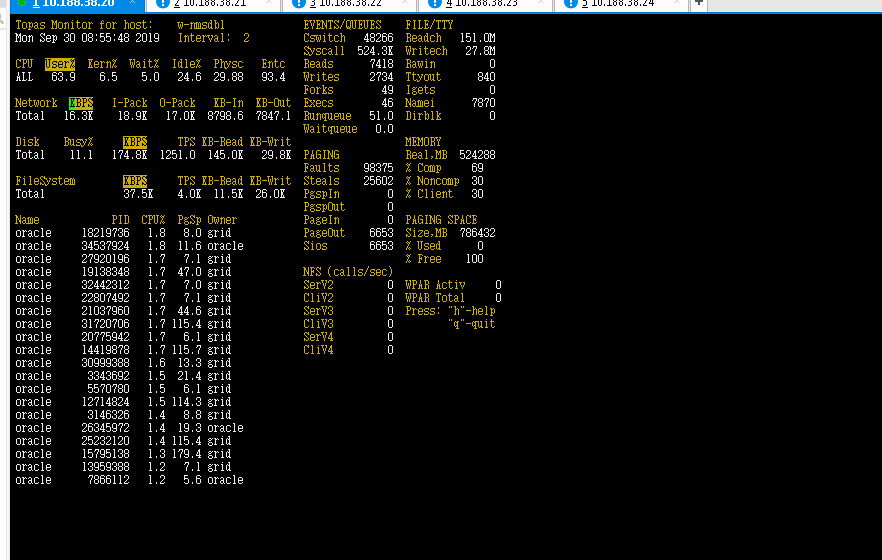 1 10.188.38.20 2 10.188.38.21 3 10.188.38.22 4 10.188.38.23 5 10.188.38.24
Topas Monitor for host: w-nmsdb1 EVENTS/QUEUES FILE/TTY
Mon Sep 30 08:55:48 2019 Interval: 2 Cswitch 48266 Readch 151.0M
Syscall 524.3K Writech 27.8M
CPU User% Kern% Wait% Idle% Physc Entc Reads 7418 Rawin 0
ALL 63.9 6.5 5.0 24.6 29.88 93.4 Writes 2734 Ttyout 840
Forks 49 Igets 0
Network KBPS I-Pack O-Pack KB-In KB-Out Execs 46 Namei 7870
Total 16.3K 18.9K 17.0K 8798.6 7847.1 Runqueue 51.0 Dirblk 0
Waitqueue 0.0
Disk Busy% KBPS TPS KB-Read KB-Writ MEMORY
Total 11.1 174.8K 1251.0 145.0K 29.8K PAGING Real,MB 524288
Faults 98375 % Comp 69
FileSystem KBPS TPS KB-Read KB-Writ Steals 25602 % Noncomp 30
Total 37.5K 4.0K 11.5K 26.0K PgspIn 0 % Client 30
PgspOut 0
Name PID CPU% PgSp Owner PageIn 0 PAGING SPACE
oracle 18219736 1.8 8.0 grid PageOut 6653 Size,MB 786432
oracle 34537924 1.8 11.6 oracle Sios 6653 % Used 0
oracle 27920196 1.7 7.1 grid % Free 100
oracle 19138348 1.7 47.0 grid NFS (calls/sec)
oracle 32442312 1.7 7.0 grid SerV2 0 WPAR Activ 0
oracle 22807492 1.7 7.1 grid CliV2 0 WPAR Total 0
oracle 21037960 1.7 44.6 grid SerV3 0 Press: "h"-help
oracle 31720706 1.7 115.4 grid CliV3 0 "q"-quit
oracle 20775942 1.7 6.1 grid SerV4 0
oracle 14419878 1.7 115.7 grid CliV4 0
oracle 30999388 1.6 13.3 grid
oracle 3343692 1.5 21.4 grid
oracle 5570780 1.5 6.1 grid
oracle 12714824 1.5 114.3 grid
oracle 3146326 1.4 8.8 grid
oracle 26345972 1.4 19.3 oracle
oracle 25232120 1.4 115.4 grid
oracle 15795138 1.3 179.4 grid
oracle 13959388 1.2 7.1 grid
oracle 7866112 1.2 5.6 oracle